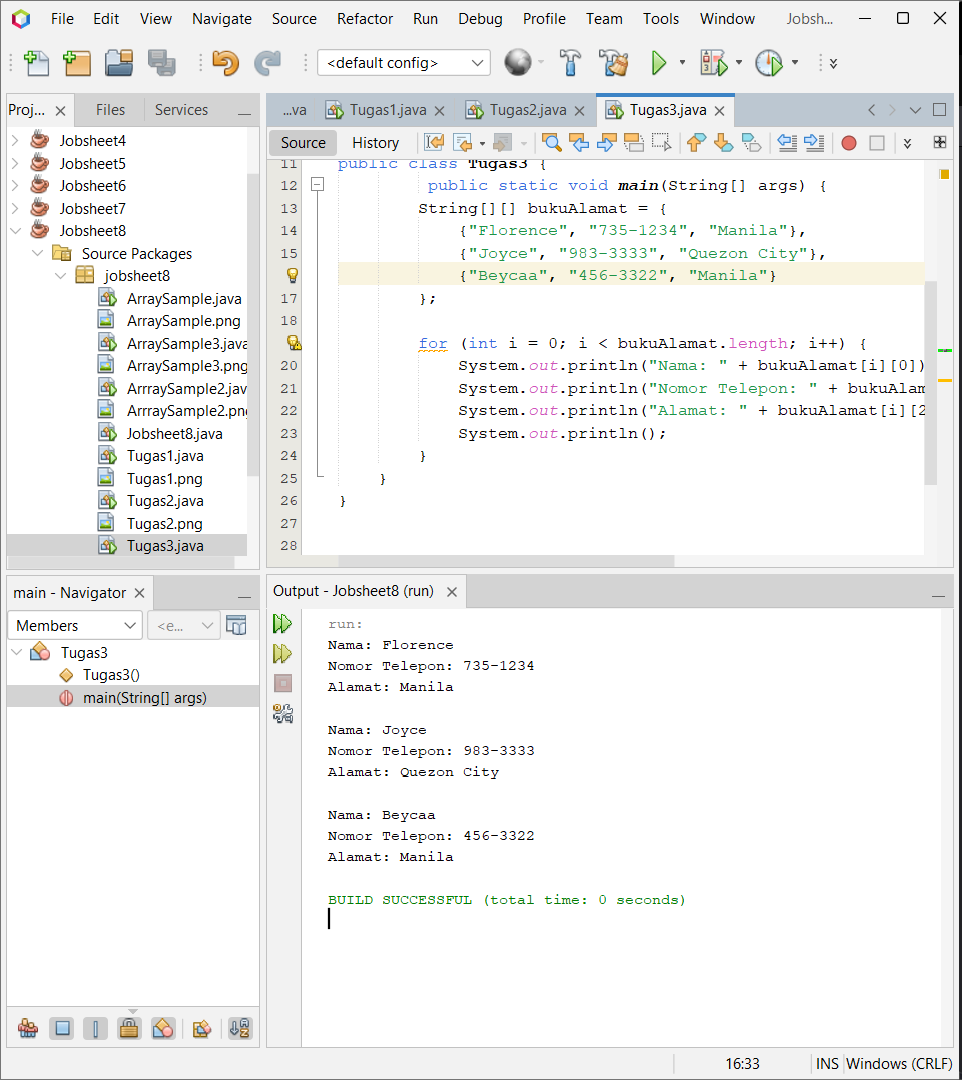 File Edit View Navigate Source Refactor Run Debug Profile Team Tools Window Jobsh...
<default config>
Proj... Files Services
Jobsheet4
Jobsheet5
Jobsheet6
Jobsheet7
Jobsheet8
Source Packages
jobsheet8
ArraySample.java
ArraySample.png
ArraySample3.java
ArraySample3.png
ArrraySample2.jav
ArrraySample2.png
Jobsheet8.java
Tugas1.java
Tugas1.png
Tugas2.java
Tugas2.png
Tugas3.java
...va Tugas1.java Tugas2.java Tugas3.java
Source History
11 public class Tugas3 {
12 public static void main(String[] args) {
13 String[][] bukuAlamat = {
14 {"Florence", "735-1234", "Manila"},
15 {"Joyce", "983-3333", "Quezon City"},
{"Beycaa", "456-3322", "Manila"}
17 };
18
for (int i = 0; i < bukuAlamat.length; i++) {
20 System.out.println("Nama: " + bukuAlamat[i][0])
21 System.out.println("Nomor Telepon: " + bukuAlam
22 System.out.println("Alamat: " + bukuAlamat[i][2
23 System.out.println();
24 }
25 }
26 }
27
28
main - Navigator
Members <e...
Tugas3
Tugas3()
main(String[] args)
Output - Jobsheet8 (run)
run:
Nama: Florence
Nomor Telepon: 735-1234
Alamat: Manila
Nama: Joyce
Nomor Telepon: 983-3333
Alamat: Quezon City
Nama: Beycaa
Nomor Telepon: 456-3322
Alamat: Manila
BUILD SUCCESSFUL (total time: 0 seconds)
16:33 INS Windows (CRLF)